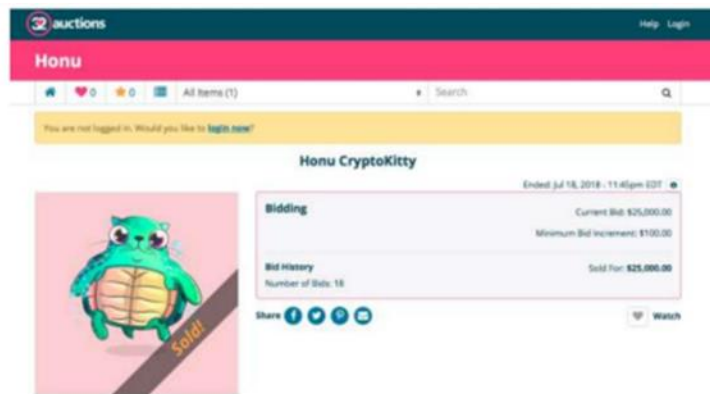 32 auctions
Help Login
Honu
0 0 All Items (1) Search
You are not logged in. Would you like to login now?
Honu CryptoKitty
Ended: Jul 18, 2018 - 11:45pm EDT
Bidding
Current Bid: $25,000.00
Minimum Bid Increment: $100.00
Bid History
Sold For: $25,000.00
Number of Bids: 18
Sold!
Share
Watch